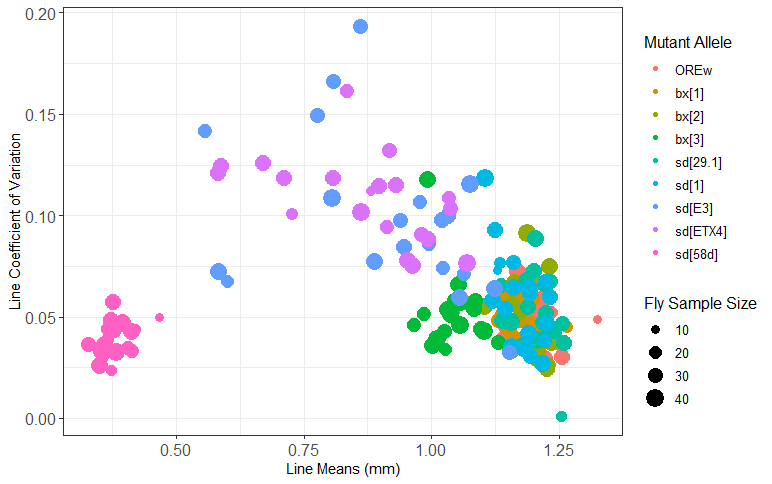 0.20
0.15
0.10
0.05
0.00
Line Coefficient of Variation
0.50
0.75
1.00
1.25
Line Means (mm)
Mutant Allele
OREw
bx[1]
bx[2]
bx[3]
sd[29.1]
sd[1]
sd[E3]
sd[ETX4]
sd[58d]
Fly Sample Size
10
20
30
40